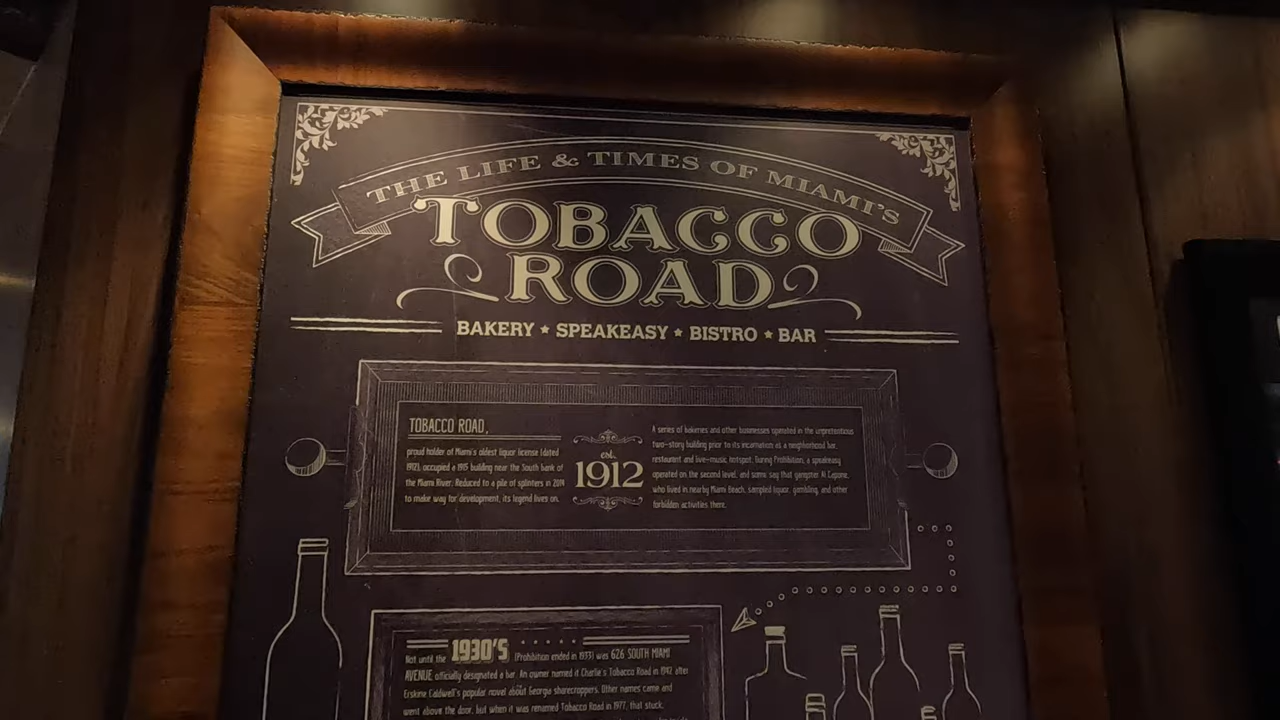 THE LIFE & TIMES OF MIAMI'S
TOBACCO
ROAD
BAKERY ★ SPEAKEASY ★ BISTRO ★ BAR
TOBACCO ROAD,
proud holder of Miami's oldest liquor license (dated
1912), occupied a 1915 building near the South bank of
the Miami River. Reduced to a pile of splinters in 2014
to make way for development, its legend lives on.
est.
1912
A series of bakeries and other businesses operated in the unpretentious
two-story building prior to its incarnation as a neighborhood bar,
restaurant and live-music hotspot. During Prohibition, a speakeasy
operated on the second level, and some say that gangster Al Capone,
who lived in nearby Miami Beach, sampled liquor, gambling, and other
forbidden activities there.
Not until the 1930'S (Prohibition ended in 1933) was 626 SOUTH MIAMI
AVENUE officially designated a bar. An owner named it Charlie's Tobacco Road in 1942 after
Erskine Caldwell's popular novel about Georgia sharecroppers. Other names came and
went above the door, but when it was renamed Tobacco Road in 1977, that stuck.